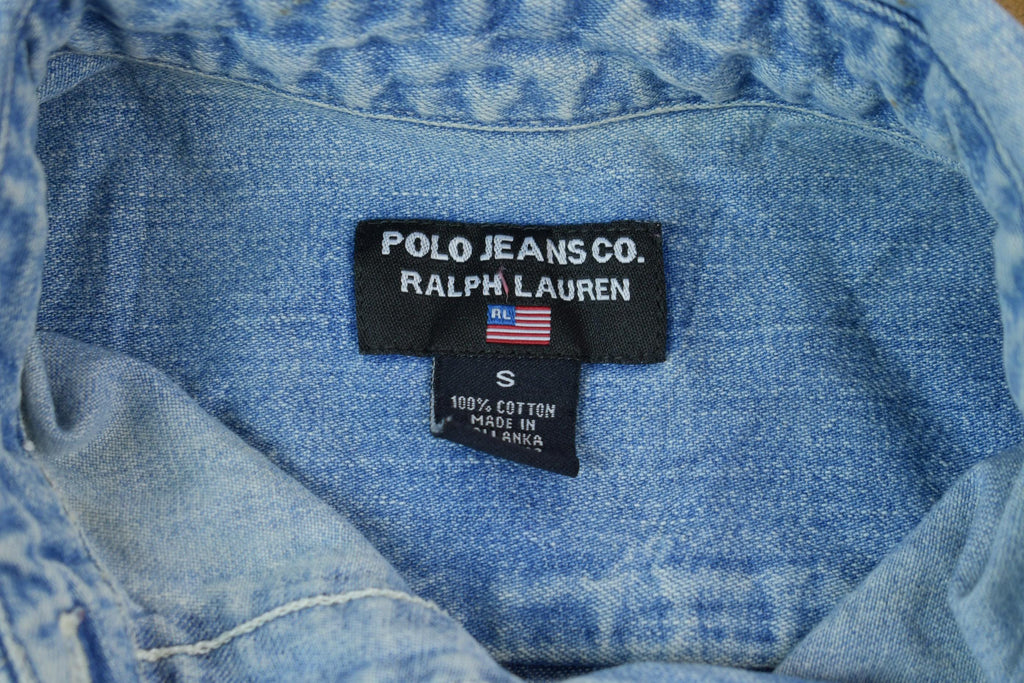 POLO JEANS CO.
RALPH LAUREN
RL
S
100% COTTON
MADE IN
LANKA